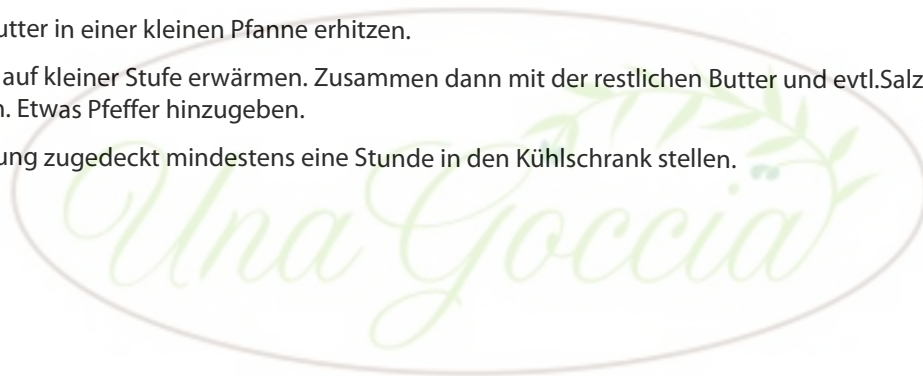 utter in einer kleinen Pfanne erhitzen.
auf kleiner Stufe erwärmen. Zusammen dann mit der restlichen Butter und evtl.Salz
n. Etwas Pfeffer hinzugeben.
ung zugedeckt mindestens eine Stunde in den Kühlschrank stellen.
Una Goccia